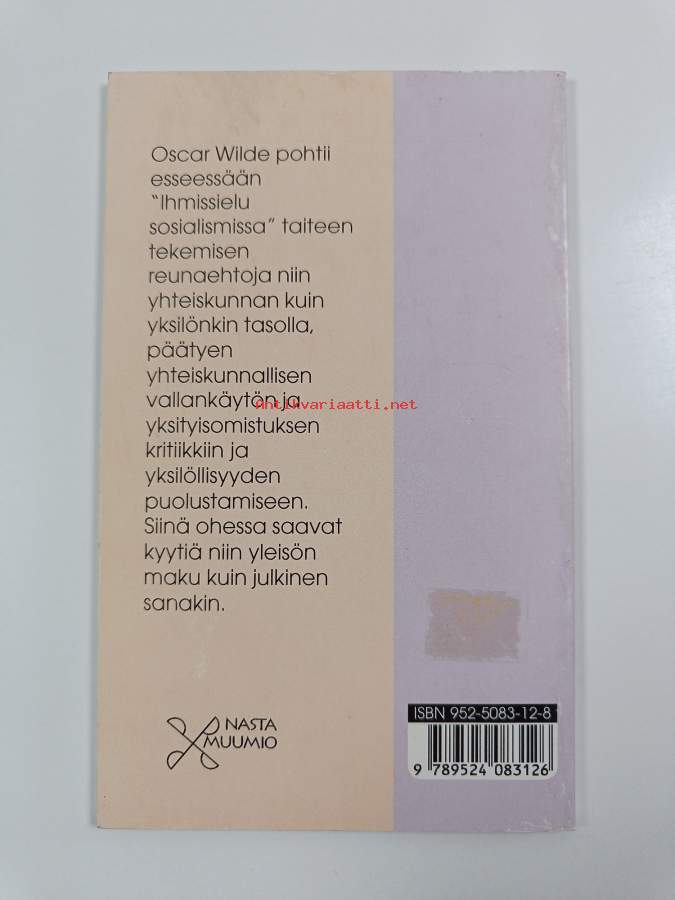 Oscar Wilde pohtii
esseessään
"Ihmissielu
sosialismissa" taiteen
tekemisen
reunaehtoja niin
yhteiskunnan kuin
yksilönkin tasolla,
päätyen
yhteiskunnallisen
vallankäytön ja
Antikvariaatti.net
yksityisomistuksen
kritiikkiin ja
yksilöllisyyden
puolustamiseen.
Siinä ohessa saavat
kyytiä niin yleisön
maku kuin julkinen
sanakin.
NASTA
MUUMIO
ISBN 952-5083-12-8
9 789524 083126